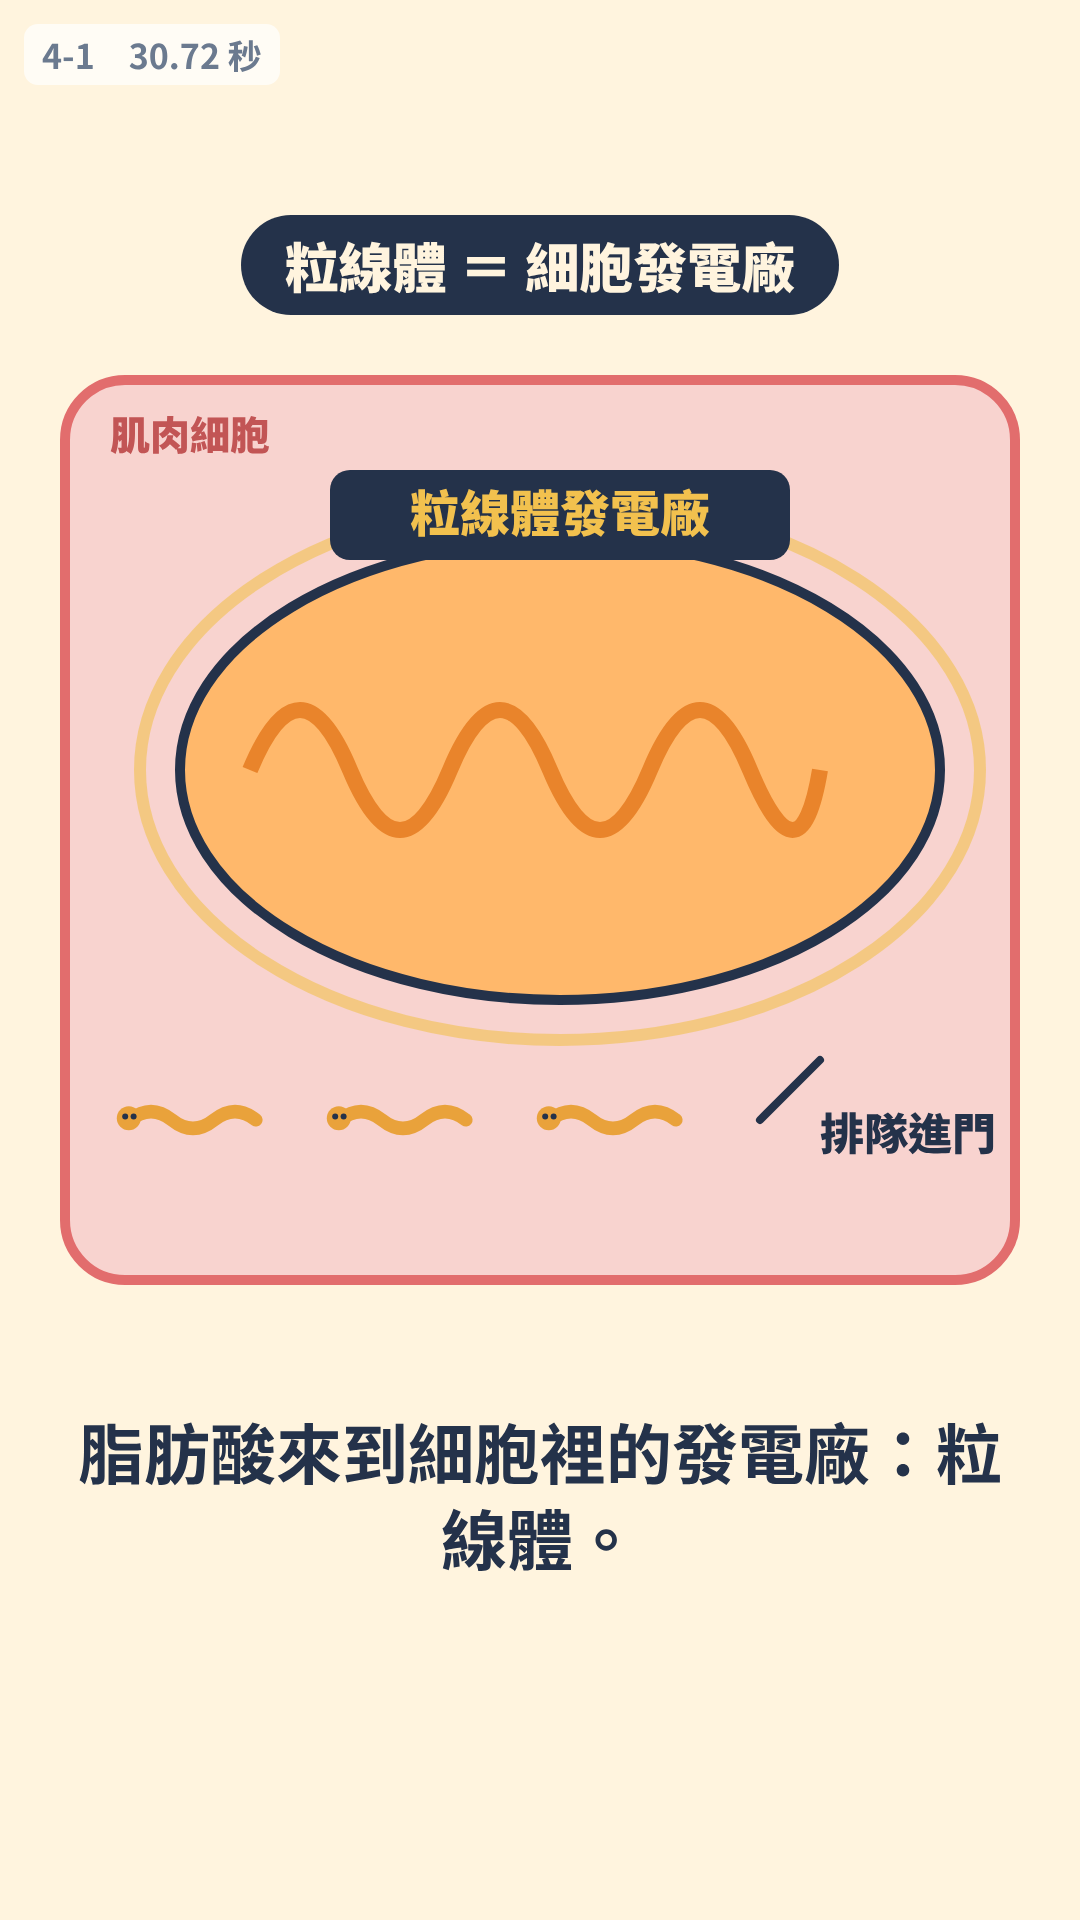 4-1 30.72 秒
粒線體 = 細胞發電廠
肌肉細胞
粒線體發電廠
排隊進門
脂肪酸來到細胞裡的發電廠：粒
線體。